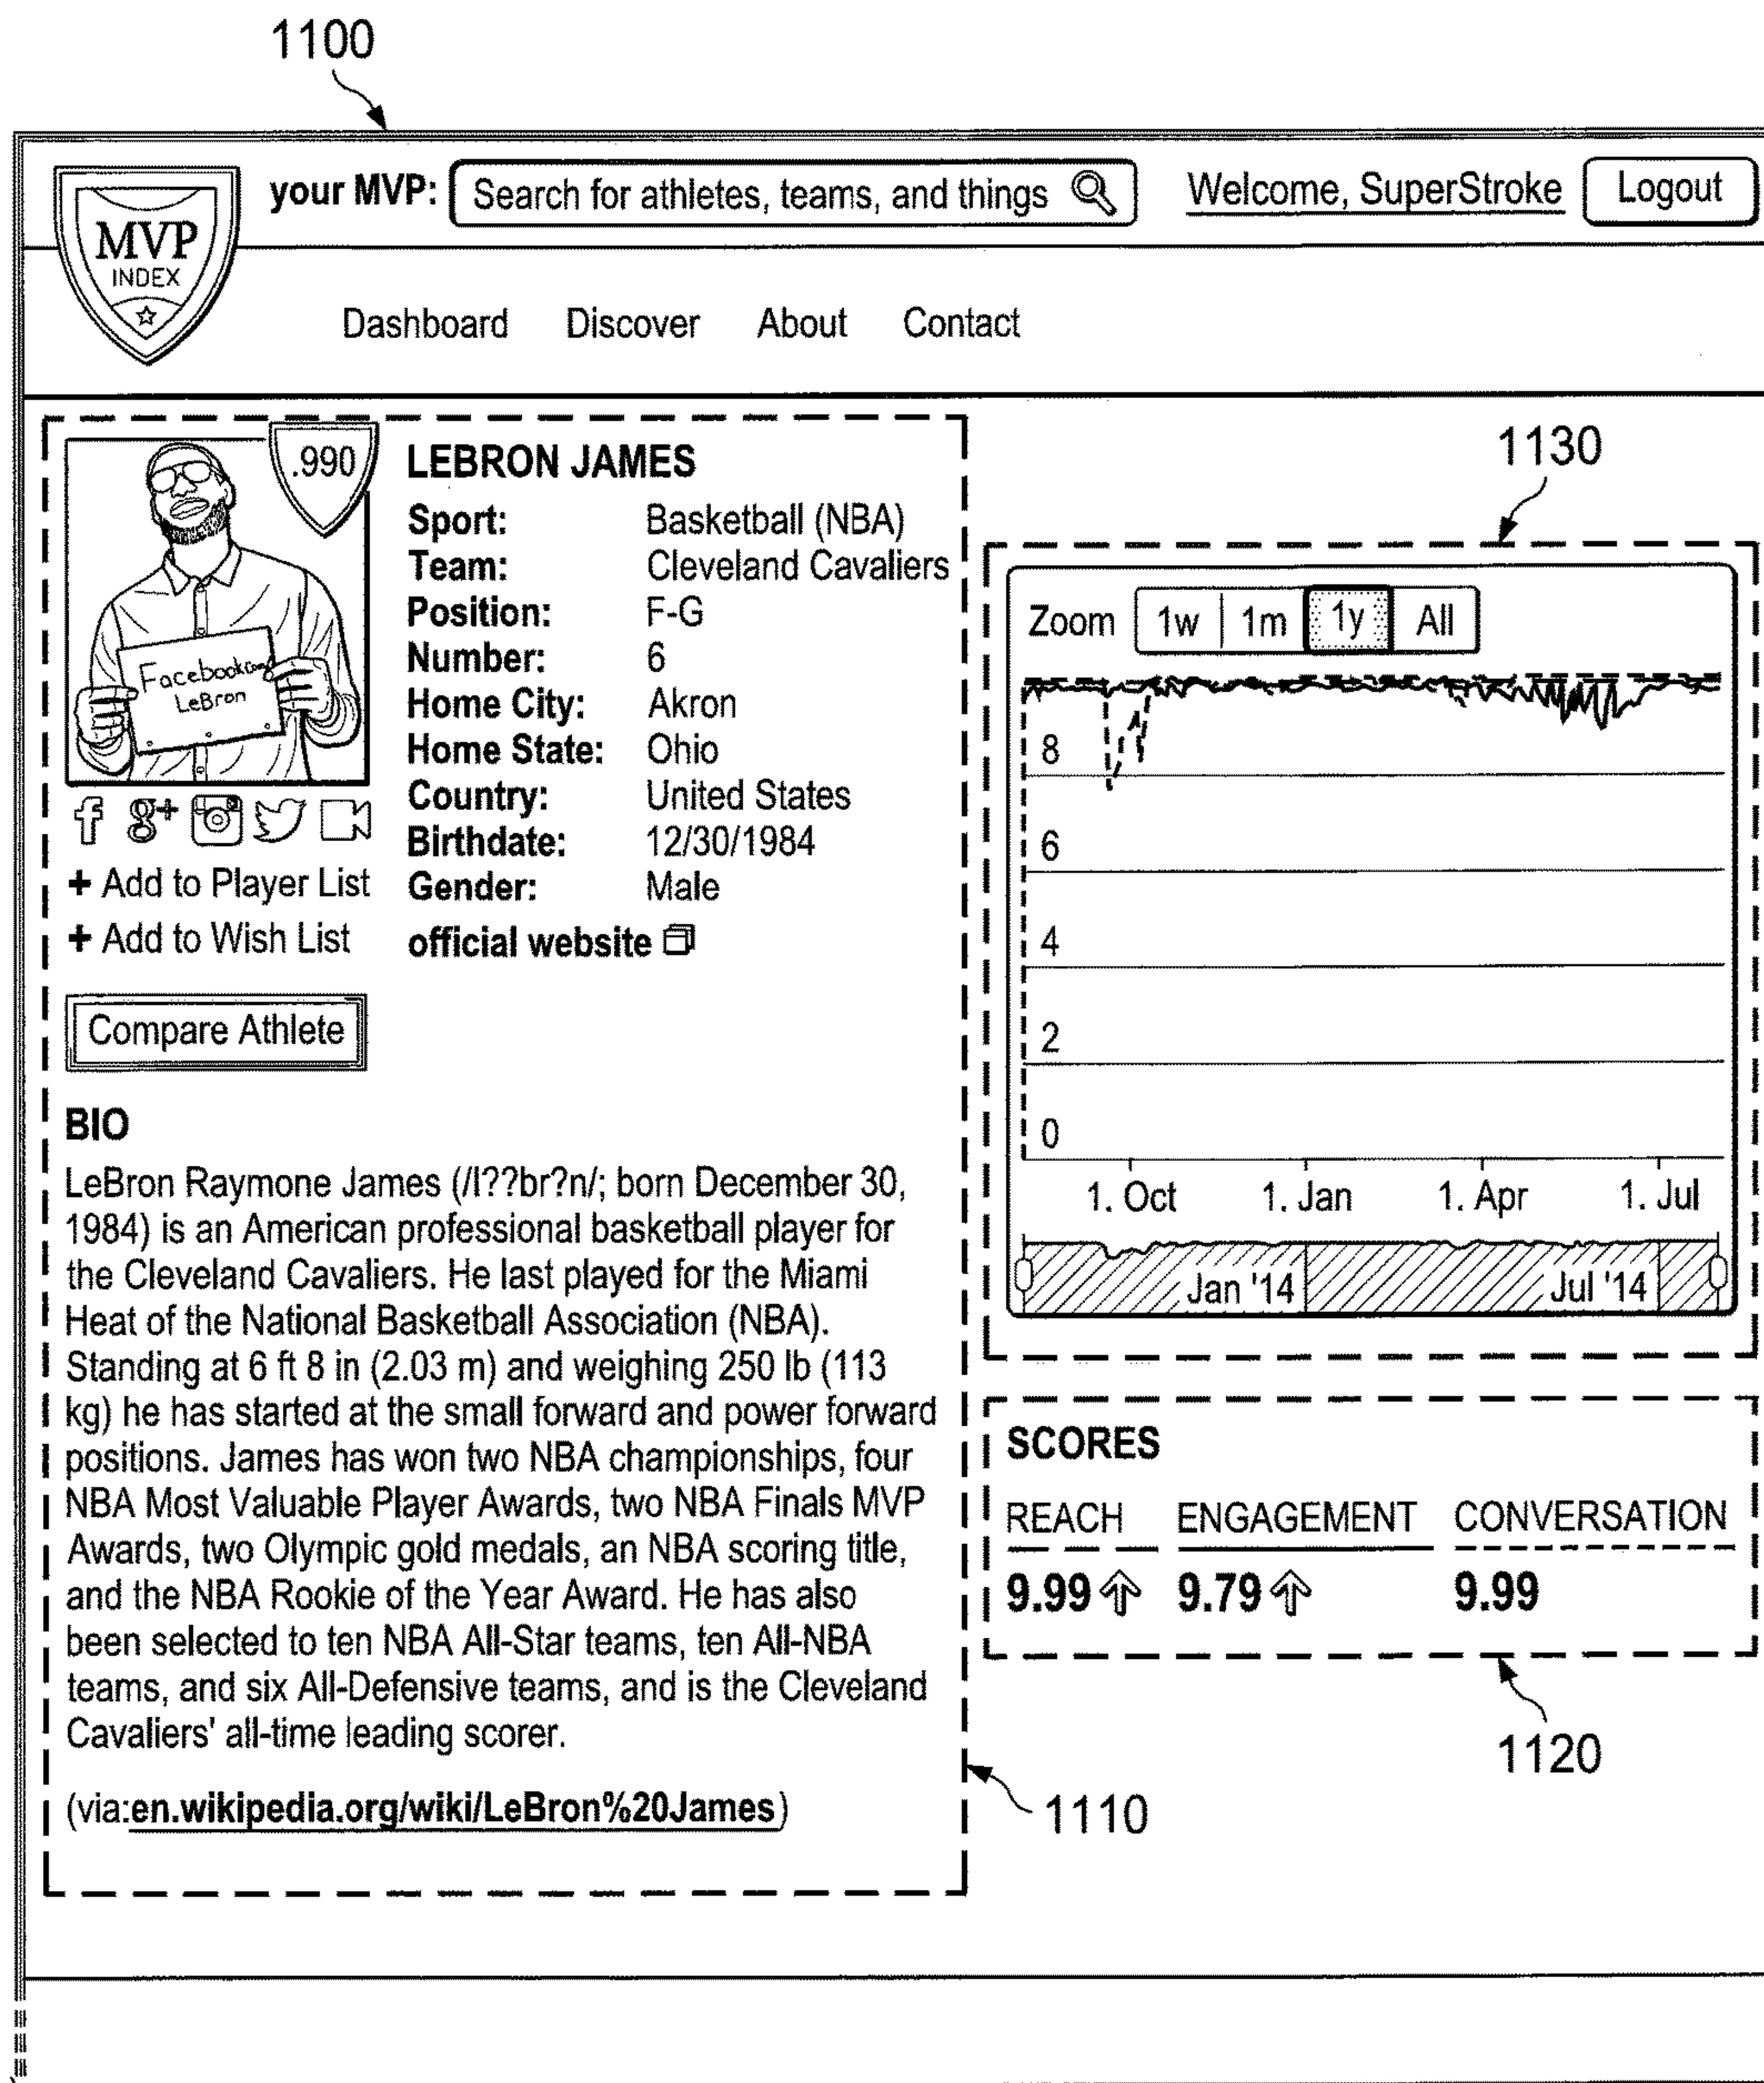 1100
your MVP: Search for athletes, teams, and things Welcome, SuperStroke Logout
MVP
INDEX
Dashboard Discover About Contact
.990
LEBRON JAMES
Sport: Basketball (NBA)
Team: Cleveland Cavaliers
Position: F-G
Number: 6
Home City: Akron
Home State: Ohio
Country: United States
Birthdate: 12/30/1984
Gender: Male
official website
Facebook.com/
LeBron
f g+
+ Add to Player List
+ Add to Wish List
Compare Athlete
BIO
LeBron Raymone James (/l??br?n/; born December 30,
1984) is an American professional basketball player for
the Cleveland Cavaliers. He last played for the Miami
Heat of the National Basketball Association (NBA).
Standing at 6 ft 8 in (2.03 m) and weighing 250 lb (113
kg) he has started at the small forward and power forward
positions. James has won two NBA championships, four
NBA Most Valuable Player Awards, two NBA Finals MVP
Awards, two Olympic gold medals, an NBA scoring title,
and the NBA Rookie of the Year Award. He has also
been selected to ten NBA All-Star teams, ten All-NBA
teams, and six All-Defensive teams, and is the Cleveland
Cavaliers' all-time leading scorer.
(via:en.wikipedia.org/wiki/LeBron%20James)
1110
1130
Zoom 1w 1m 1y All
8
6
4
2
0
1. Oct 1. Jan 1. Apr 1. Jul
Jan '14 Jul '14
SCORES
REACH ENGAGEMENT CONVERSATION
9.99 9.79 9.99
1120